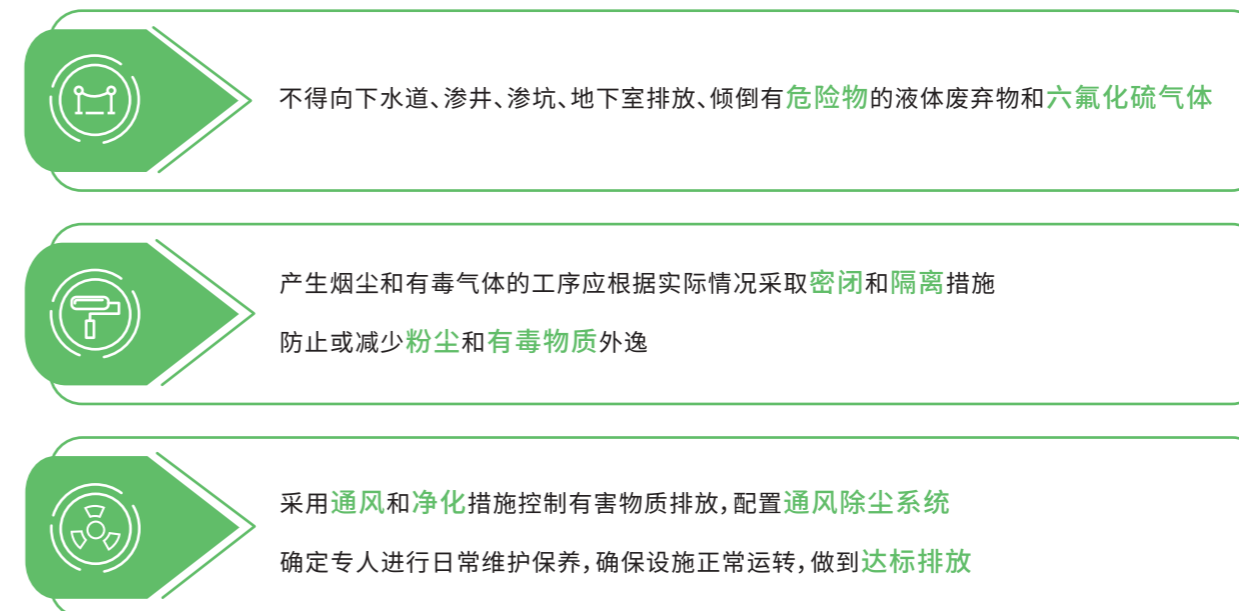 不得向下水道、渗井、渗坑、地下室排放、倾倒有危险物的液体废弃物和六氟化硫气体
产生烟尘和有毒气体的工序应根据实际情况采取密闭和隔离措施
防止或减少粉尘和有毒物质外逸
采用通风和净化措施控制有害物质排放，配置通风除尘系统
确定专人进行日常维护保养，确保设施正常运转，做到达标排放